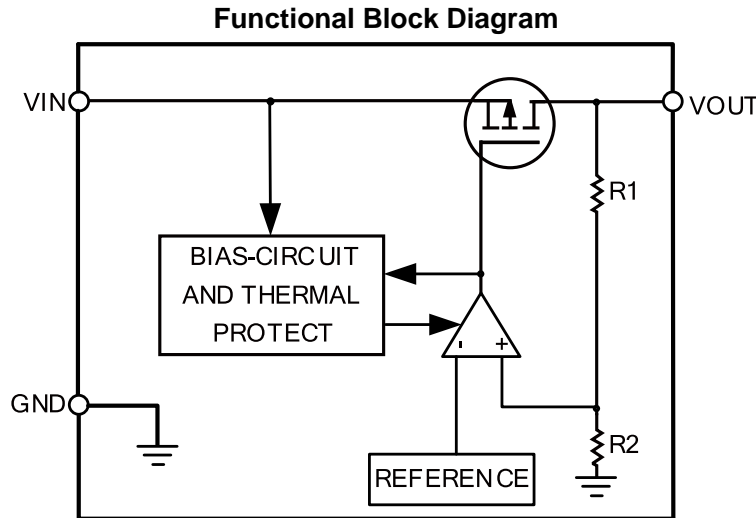 Functional Block Diagram
VIN
VOUT
R1
BIAS-CIRCUIT
AND THERMAL
PROTECT
- +
GND
R2
REFERENCE